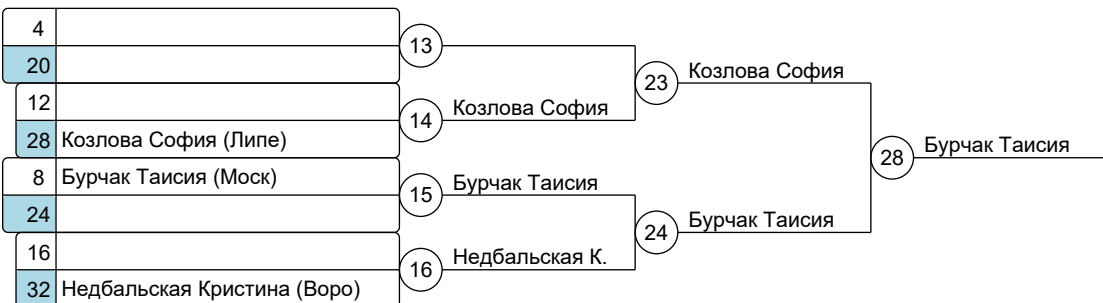 4
13
20
23 Козлова София
12
14 Козлова София
28 Козлова София (Липе)
28 Бурчак Таисия
8 Бурчак Таисия (Моск)
15 Бурчак Таисия
24
24 Бурчак Таисия
16
16 Недбальская К.
32 Недбальская Кристина (Воро)